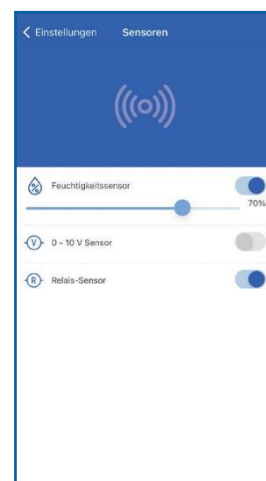 Einstellungen Sensoren
Feuchtigkeitssensor
70%
V 0 - 10 V Sensor
R Relais-Sensor